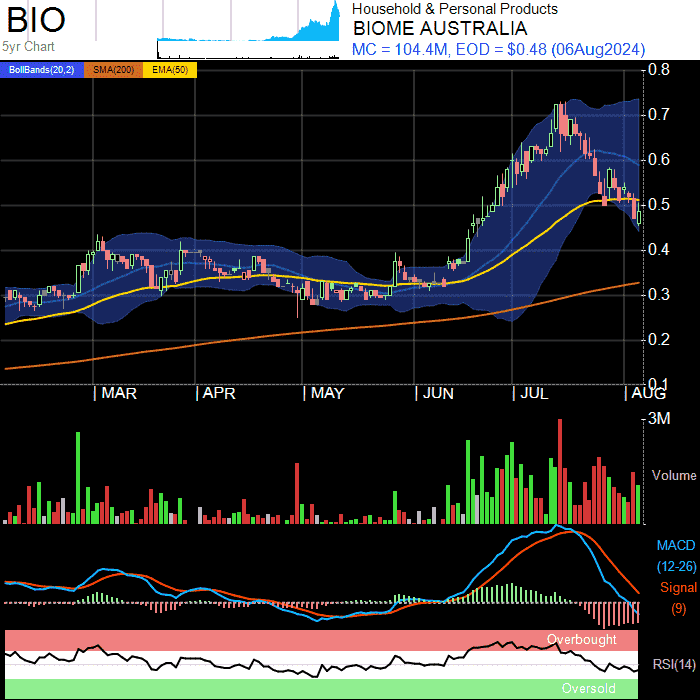 BIO
5yr Chart
Household & Personal Products
BIOME AUSTRALIA
MC = 104.4M, EOD = $0.48 (06Aug2024)
BollBands(20,2) SMA(200) EMA(50)
0.8
0.7
0.6
0.5
0.4
0.3
0.2
0.1
MAR APR MAY JUN JUL AUG
3M
Volume
MACD
(12-26)
Signal
(9)
Overbought
RSI(14)
Oversold